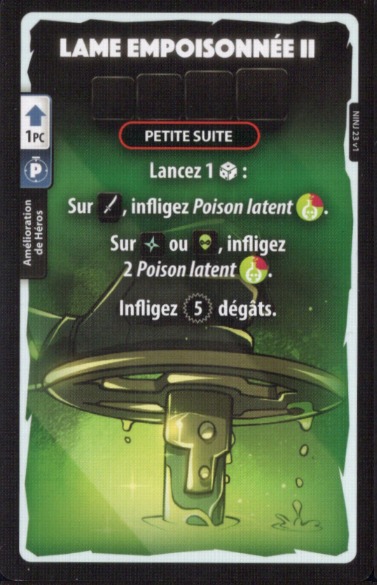 LAME EMPOISONNÉE II
PETITE SUITE
1PC
P
Amélioration
de Héros
NINJ 23 v1
Lancez 1 :
Sur , infligez Poison latent .
Sur ou , infligez
2 Poison latent .
Infligez 5 dégâts.